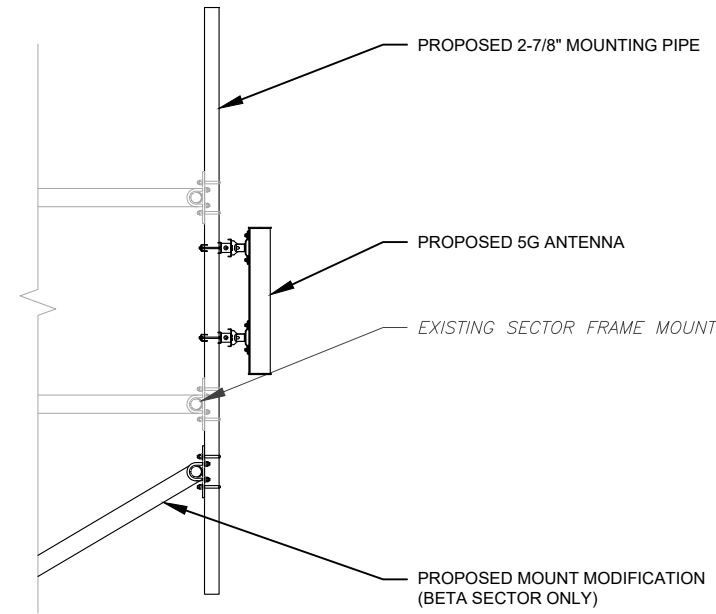 PROPOSED 2-7/8" MOUNTING PIPE
PROPOSED 5G ANTENNA
EXISTING SECTOR FRAME MOUNT
PROPOSED MOUNT MODIFICATION
(BETA SECTOR ONLY)